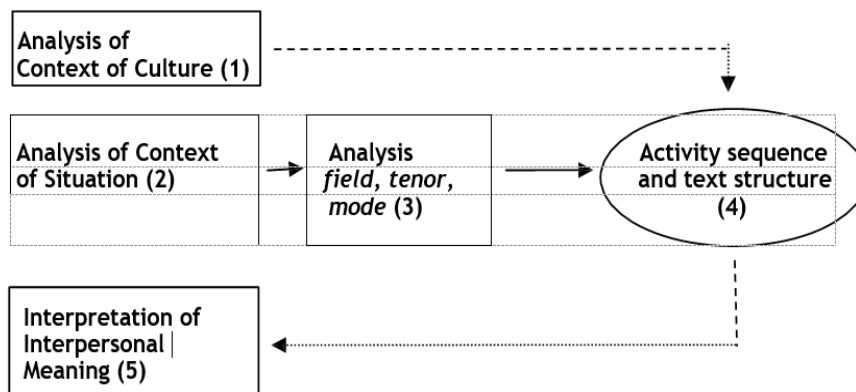 Analysis of
Context of Culture (1)
Analysis of Context
of Situation (2)
Analysis
field, tenor,
mode (3)
Activity sequence
and text structure
(4)
Interpretation of
Interpersonal
Meaning (5)